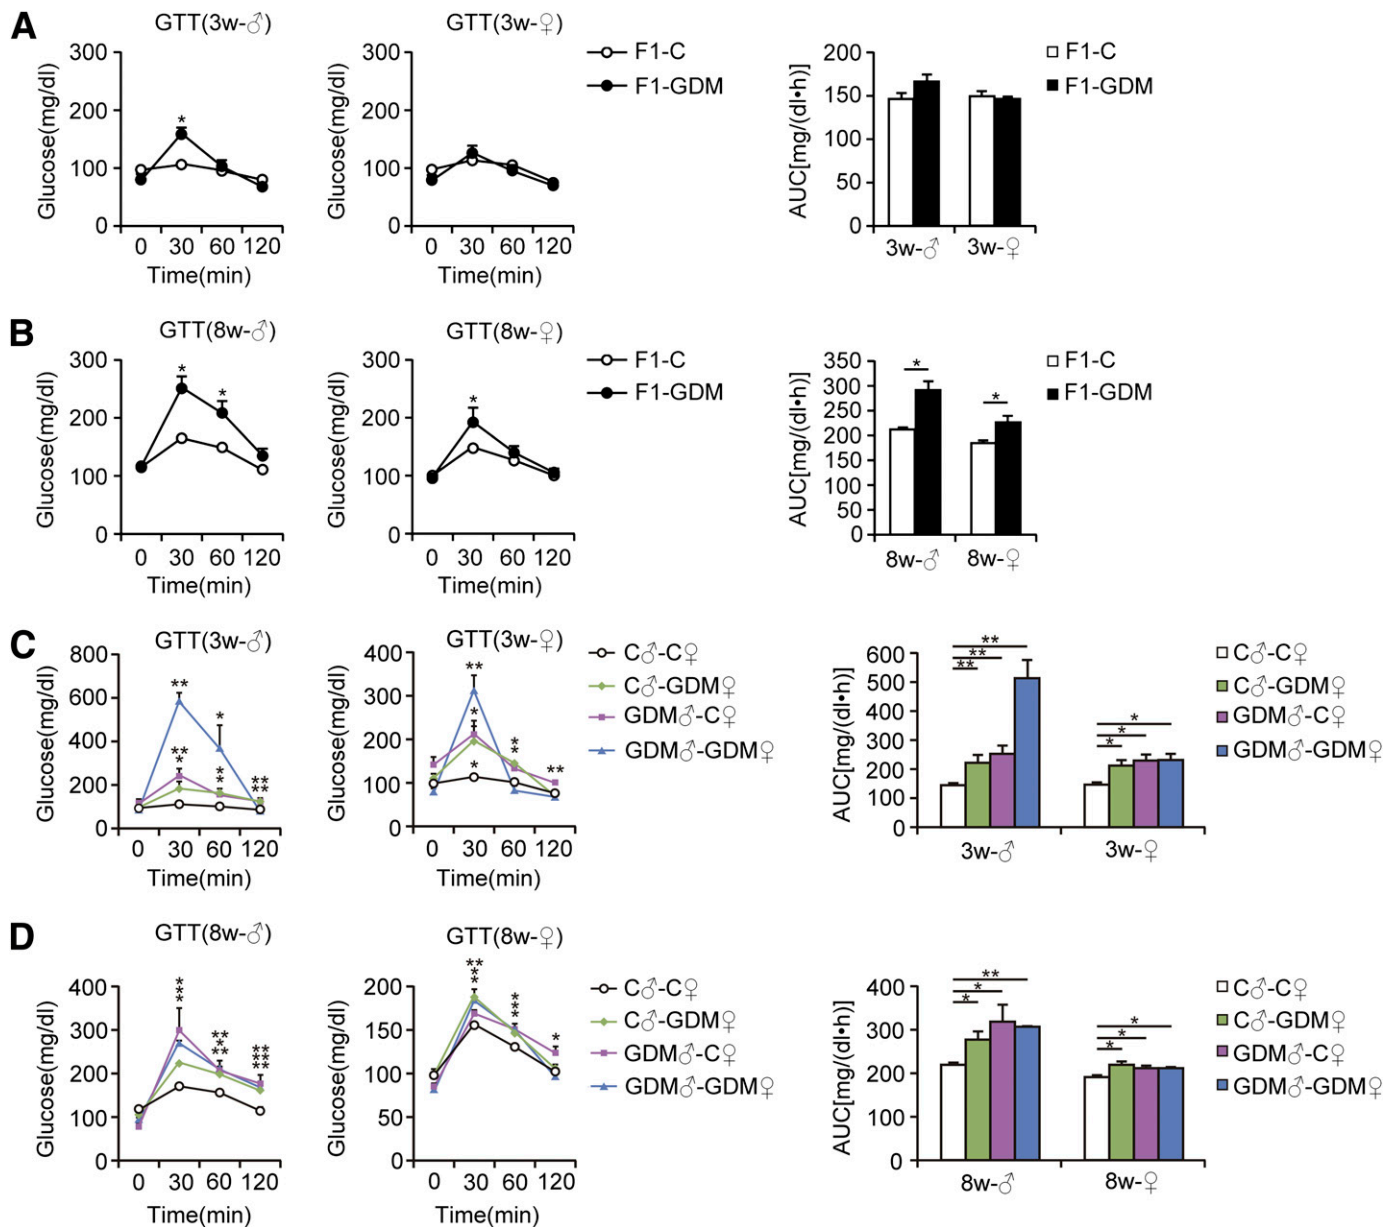 A
GTT(3w-♂)
300
200
100
0
Glucose(mg/dl)
*
0 30 60 120
Time(min)
GTT(3w-♀)
300
200
100
0
Glucose(mg/dl)
0 30 60 120
Time(min)
F1-C
F1-GDM
200
150
100
50
0
AUC[mg/(dl•h)]
3w-♂ 3w-♀
F1-C
F1-GDM
B
GTT(8w-♂)
300
200
100
0
Glucose(mg/dl)
* *
0 30 60 120
Time(min)
GTT(8w-♀)
300
200
100
0
Glucose(mg/dl)
*
0 30 60 120
Time(min)
F1-C
F1-GDM
350
300
250
200
150
100
50
0
AUC[mg/(dl•h)]
* *
8w-♂ 8w-♀
F1-C
F1-GDM
C
GTT(3w-♂)
800
600
400
200
0
Glucose(mg/dl)
** *
** ** **
**
0 30 60 120
Time(min)
GTT(3w-♀)
400
300
200
100
0
Glucose(mg/dl)
**
* **
* **
0 30 60 120
Time(min)
C♂-C♀
C♂-GDM♀
GDM♂-C♀
GDM♂-GDM♀
600
500
400
300
200
100
0
AUC[mg/(dl•h)]
**
**
**
*
*
*
3w-♂ 3w-♀
C♂-C♀
C♂-GDM♀
GDM♂-C♀
GDM♂-GDM♀
D
GTT(8w-♂)
400
300
200
100
0
Glucose(mg/dl)
0 30 60 120
Time(min)
GTT(8w-♀)
200
150
100
50
0
Glucose(mg/dl)
*
0 30 60 120
Time(min)
C♂-C♀
C♂-GDM♀
GDM♂-C♀
GDM♂-GDM♀
400
300
200
100
0
AUC[mg/(dl•h)]
**
*
*
*
*
*
8w-♂ 8w-♀
C♂-C♀
C♂-GDM♀
GDM♂-C♀
GDM♂-GDM♀